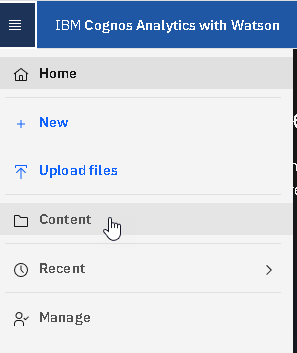 IBM Cognos Analytics with Watson
Home
New
Upload files
Content
Recent
Manage